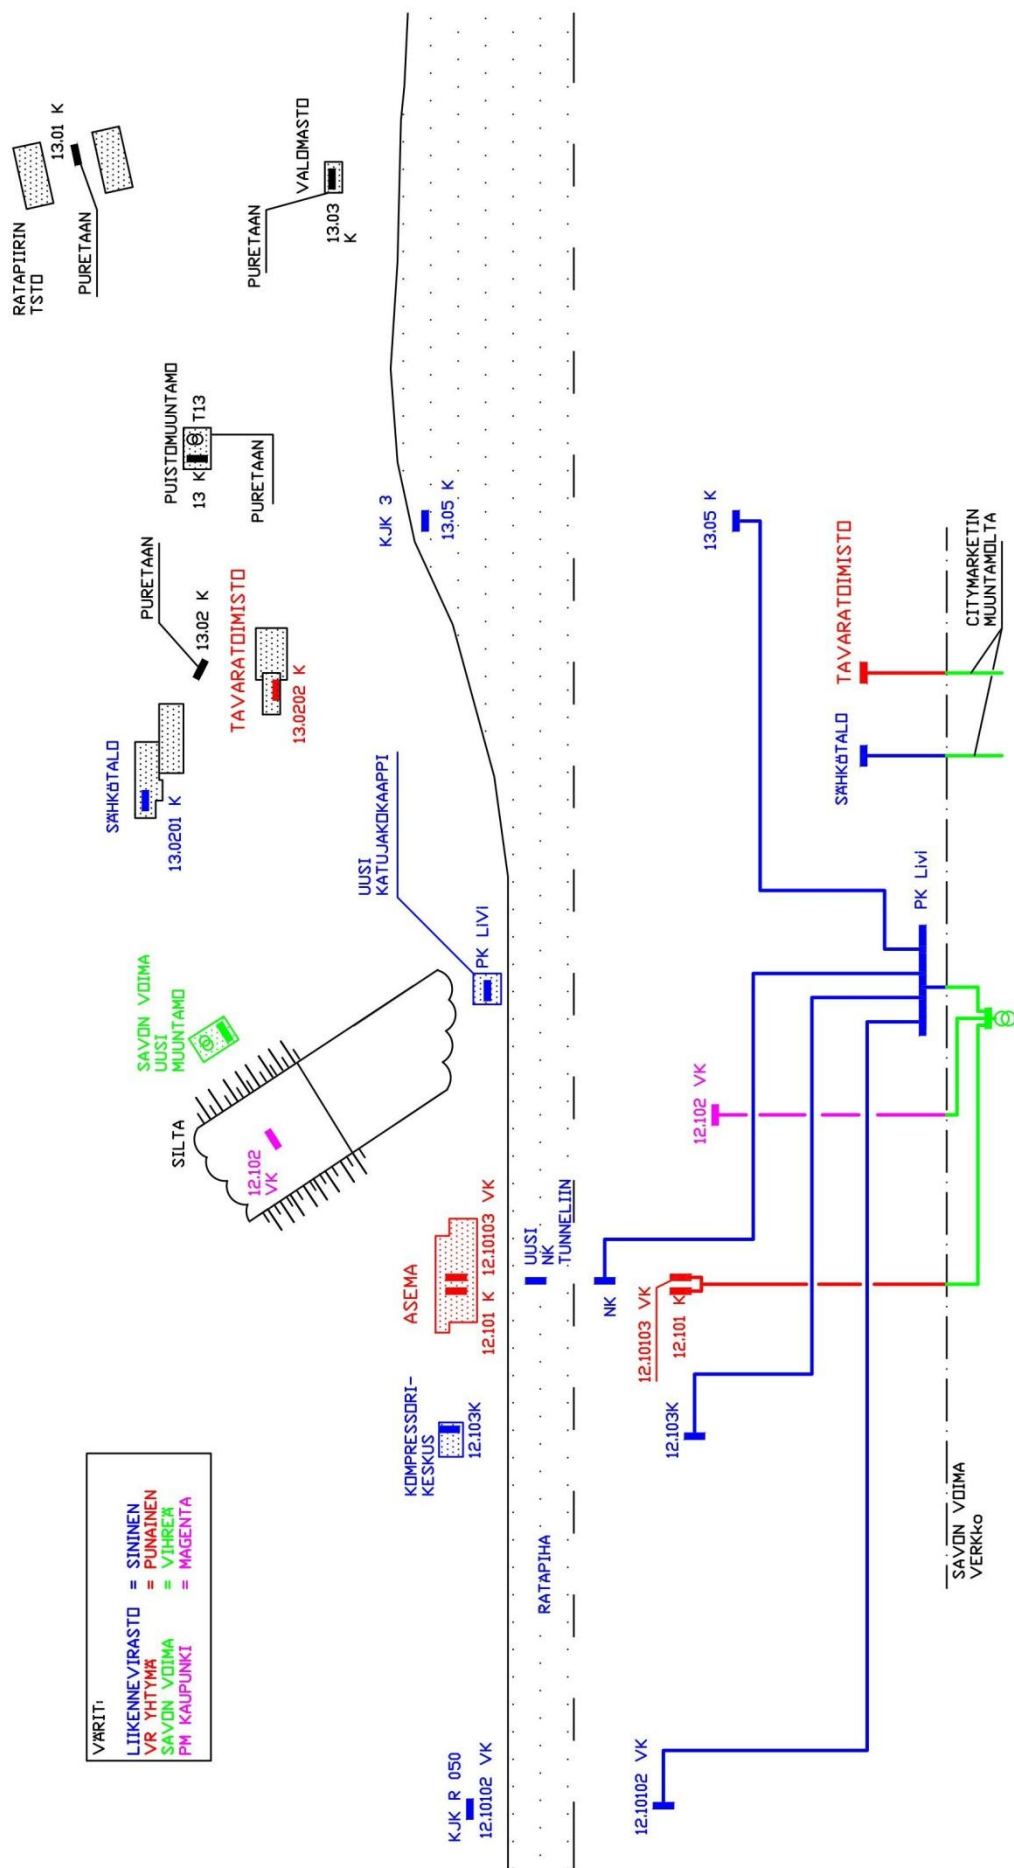 VÄRIT:
LIIKENNEVIRASTO = SININEN
VR YHTYMÄ = PUNAINEN
SAVON VOIMA = VIHREÄ
PM KAUPUNKI = MAGENTA
RATAPIIRIN
TSTO
13.01 K
PURETAAN
VALOMASTO
PURETAAN
13.03
K
PUISTOMUUNTAMO
13 K
T13
PURETAAN
PURETAAN
13.02 K
TAVARATOIMISTO
13.0202 K
SÄHKÖTALO
13.0201 K
KJK 3
13.05 K
UUSI
KATUJAKOKAAPPI
PK LIVI
SAVON VOIMA
UUSI
MUUNTAMO
SILTA
12.102
VK
ASEMA
12.101 K
12.10103 VK
UUSI
NK
TUNNELIIN
KOMPRESSORI-
KESKUS
12.103K
RATAPIHA
KJK R 050
12.10102 VK
12.10102 VK
12.103K
12.10103 VK
12.101 K
NK
12.102 VK
PK Livi
SÄHKÖTALO
TAVARATOIMISTO
13.05 K
CITYMARKETIN
MUUNTAMOLTA
SAVON VOIMA
VERKKo